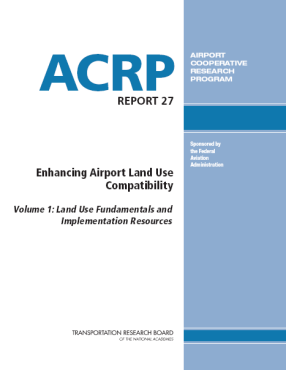 ACRP
REPORT 27
AIRPORT
COOPERATIVE
RESEARCH
PROGRAM
Sponsored by
the Federal
Aviation
Administration
Enhancing Airport Land Use
Compatibility
Volume 1: Land Use Fundamentals and
Implementation Resources
TRANSPORTATION RESEARCH BOARD
OF THE NATIONAL ACADEMIES